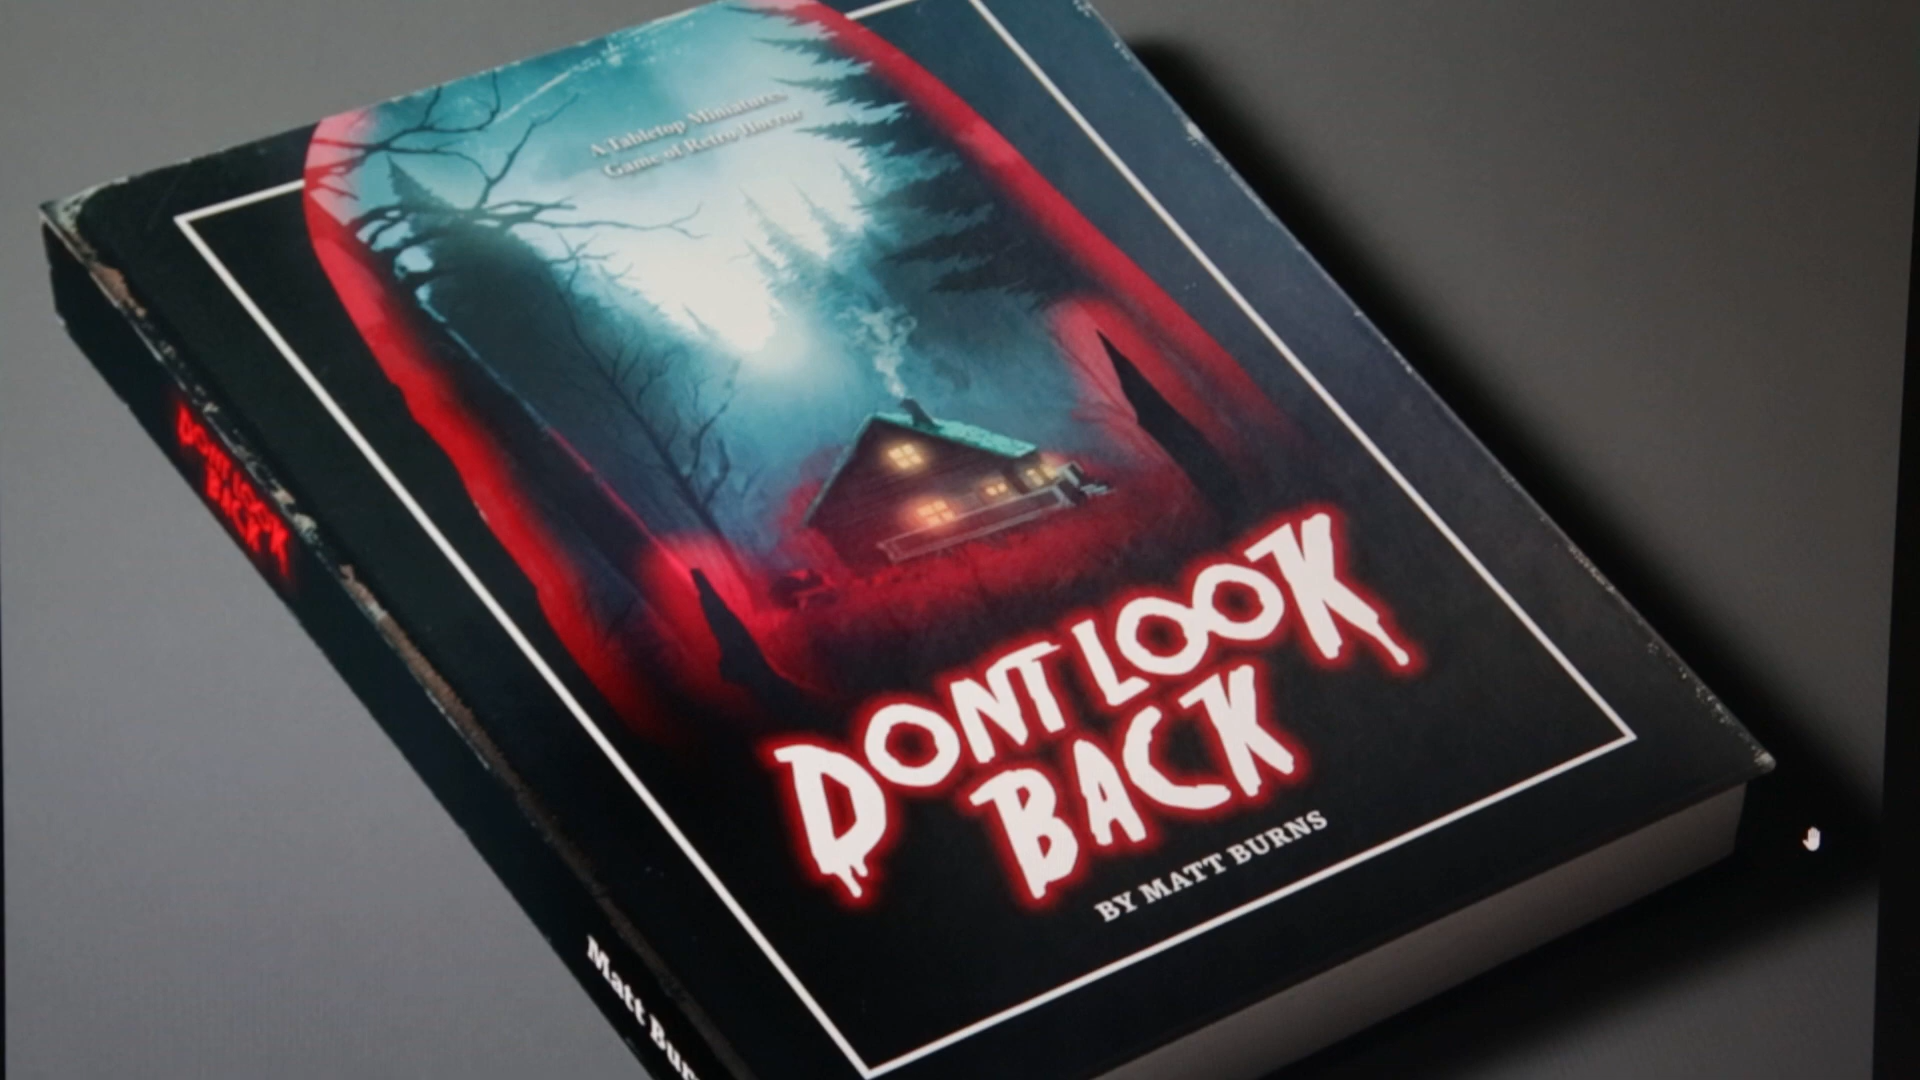 A Tabletop Miniatures
Game of Retro Horror
DONT LOOK
BACK
BY MATT BURNS
DONT LOOK
BACK
Matt Bur